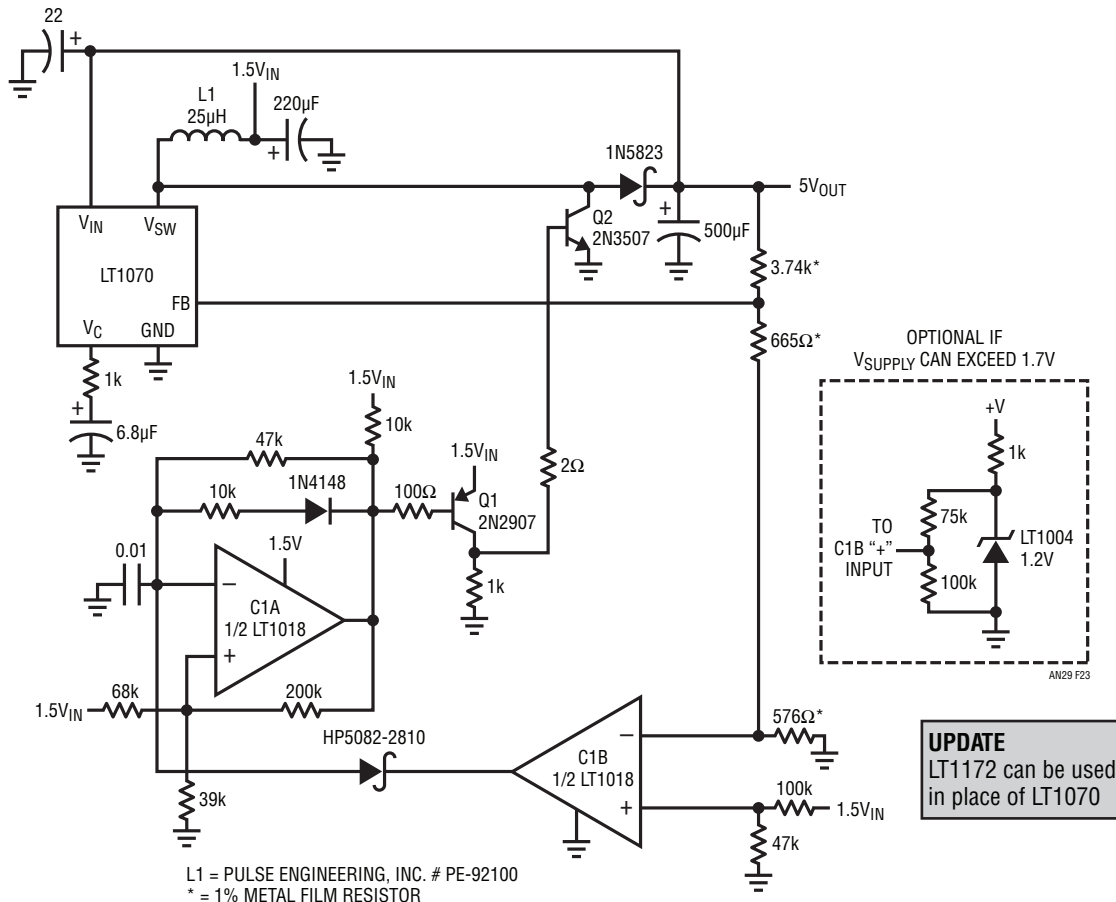 22
+
1.5VIN
L1
25µH
220µF
+
1N5823
5VOUT
+
500µF
Q2
2N3507
VIN
VSW
LT1070
FB
VC
GND
3.74k*
665Ω*
1k
+
6.8µF
1.5VIN
10k
47k
1.5VIN
2Ω
10k
1N4148
100Ω
Q1
2N2907
0.01
1.5V
1k
–
C1A
1/2 LT1018
+
68k
1.5VIN
200k
39k
HP5082-2810
C1B
1/2 LT1018
–
+
576Ω*
100k
1.5VIN
47k
OPTIONAL IF
VSUPPLY CAN EXCEED 1.7V
+V
1k
75k
TO
C1B “+”
INPUT
LT1004
1.2V
100k
AN29 F23
UPDATE
LT1172 can be used
in place of LT1070
L1 = PULSE ENGINEERING, INC. # PE-92100
* = 1% METAL FILM RESISTOR